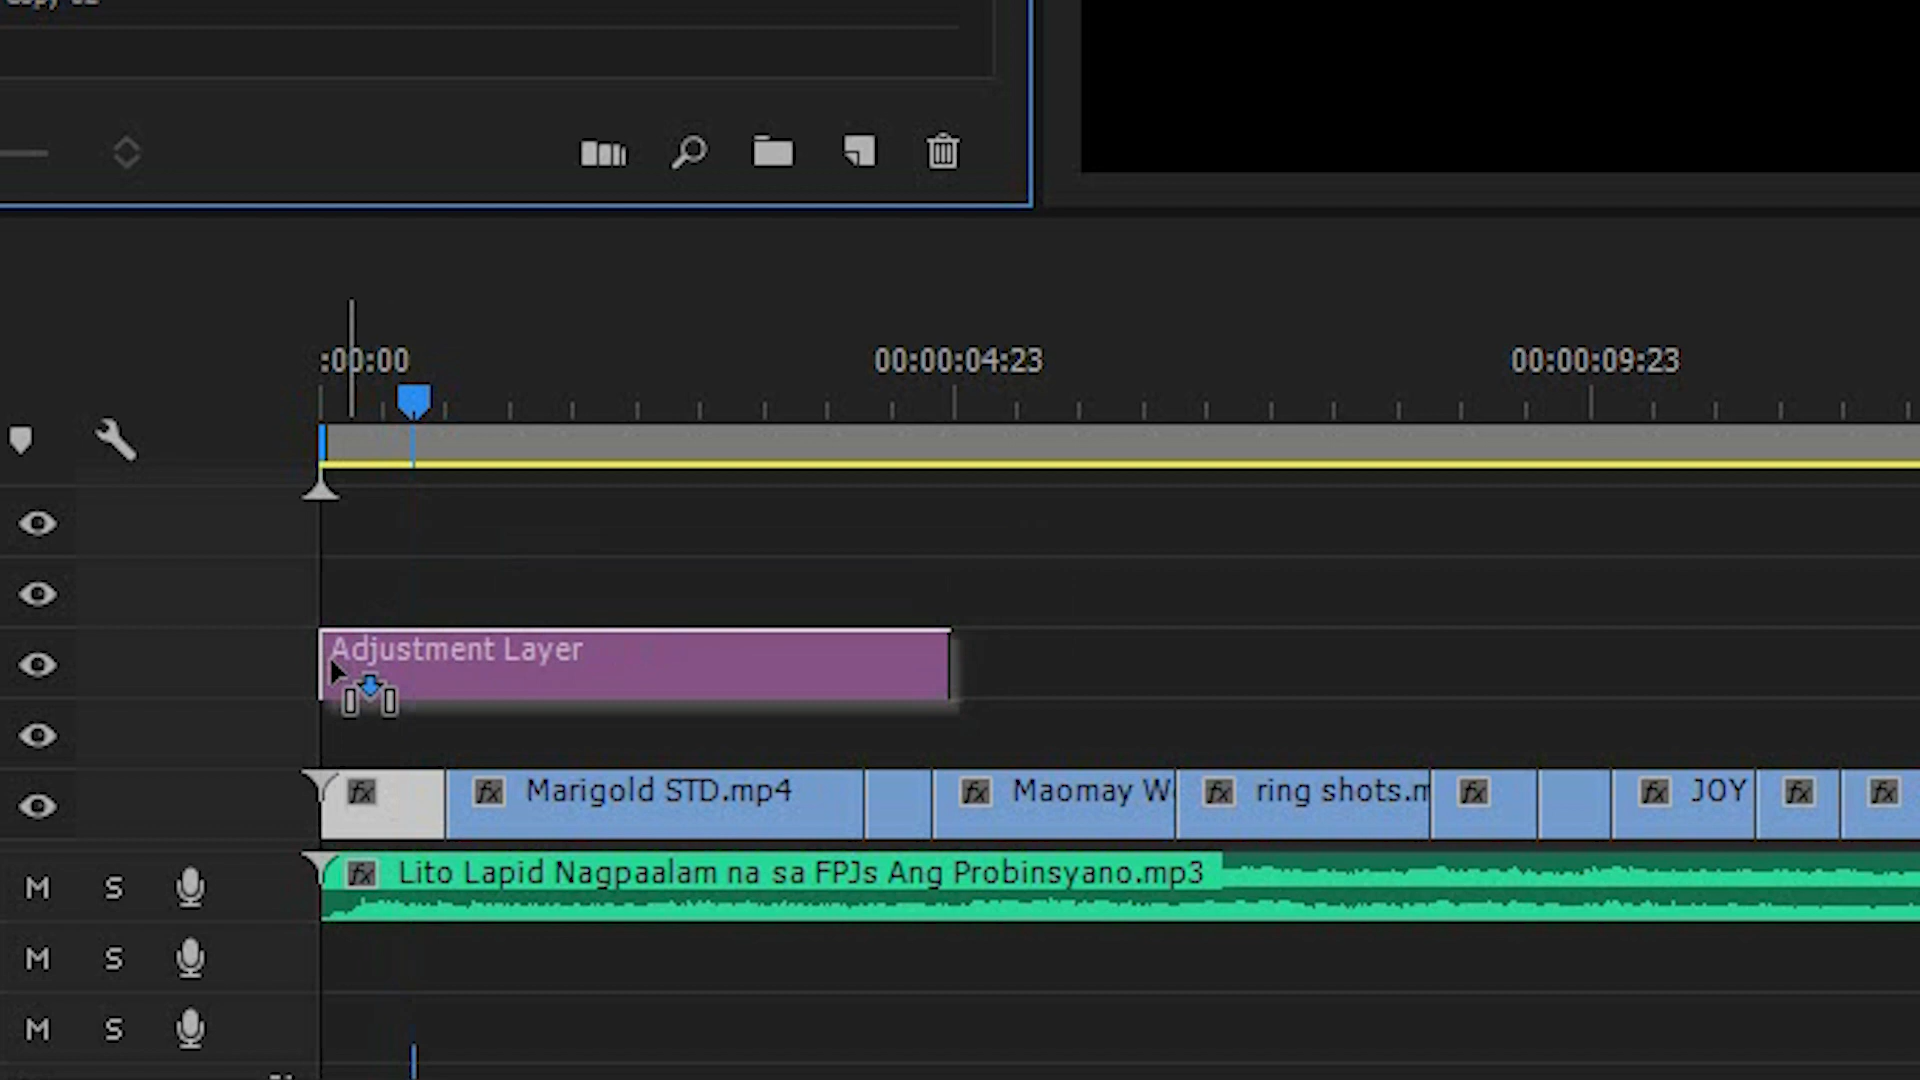 :00:00 00:00:04:23 00:00:09:23
Adjustment Layer
fx fx Marigold STD.mp4 fx Maomay W fx ring shots.m fx fx JOY fx fx
fx Lito Lapid Nagpaalam na sa FPJs Ang Probinsyano.mp3
M S
M S
M S